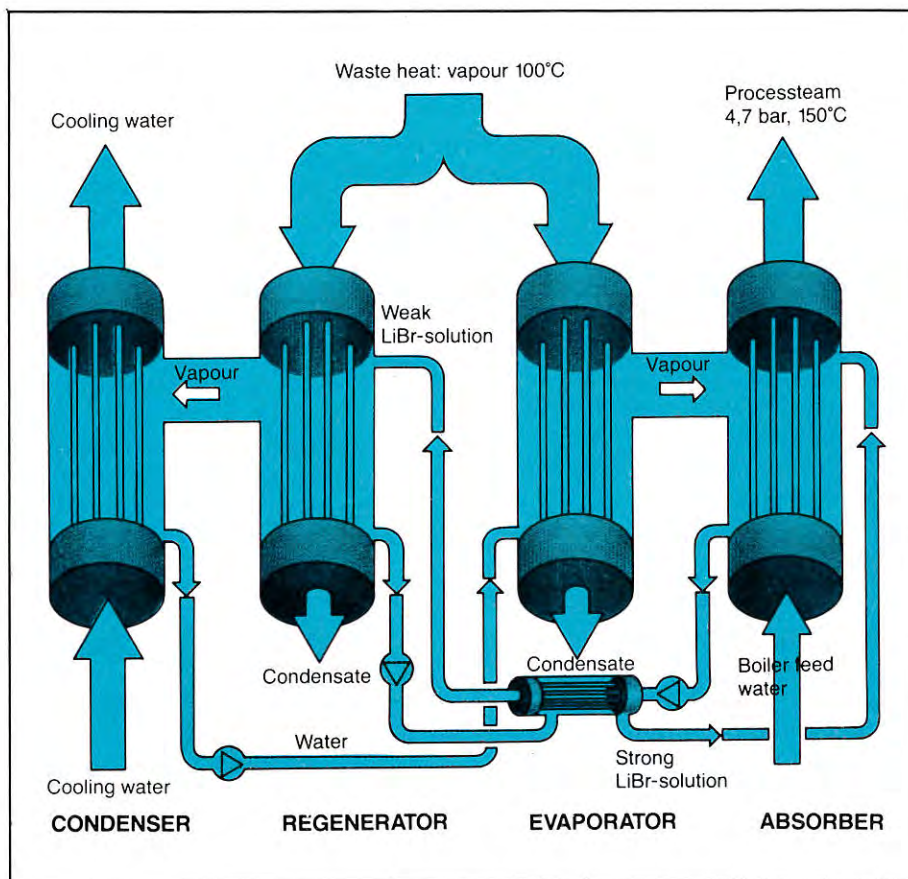 Waste heat: vapour 100°C
Cooling water
Processteam
4,7 bar, 150°C
Weak
LiBr-solution
Vapour
Vapour
Condensate
Condensate
Boiler feed
water
Water
Strong
LiBr-solution
Cooling water
CONDENSER
REGENERATOR
EVAPORATOR
ABSORBER